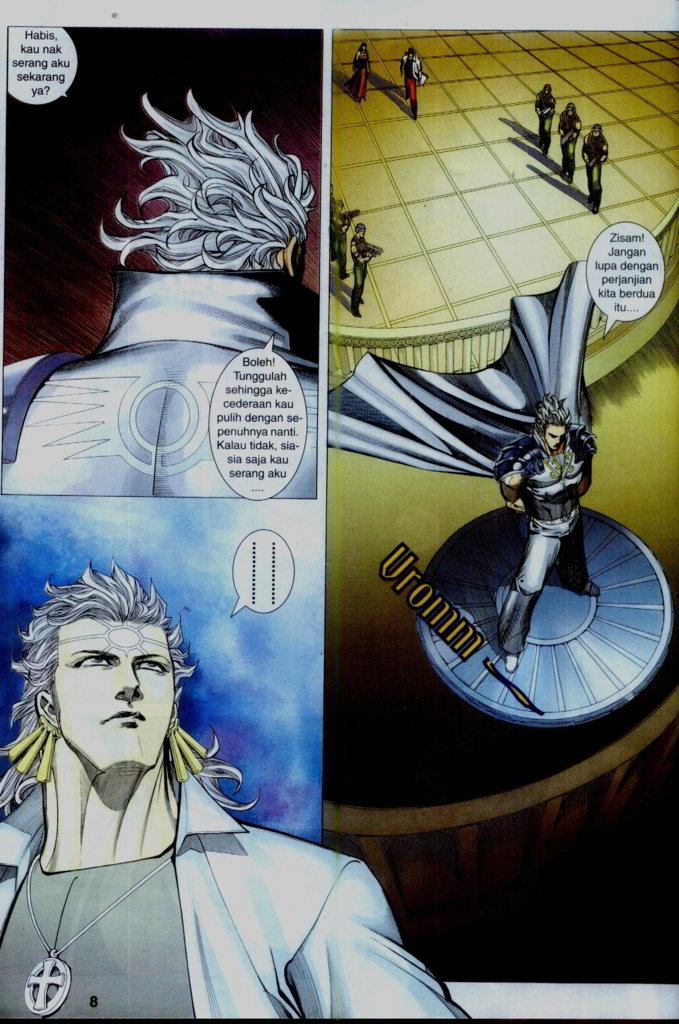 Habis,
kau nak
serang aku
sekarang
ya?
Boleh!
Tunggulah
sehingga ke-
cederaan kau
pulih dengan se-
penuhnya nanti.
Kalau tidak, sia-
sia saja kau
serang aku
....
Zisam!
Jangan
lupa dengan
perjanjian
kita berdua
itu....
Vromm
8